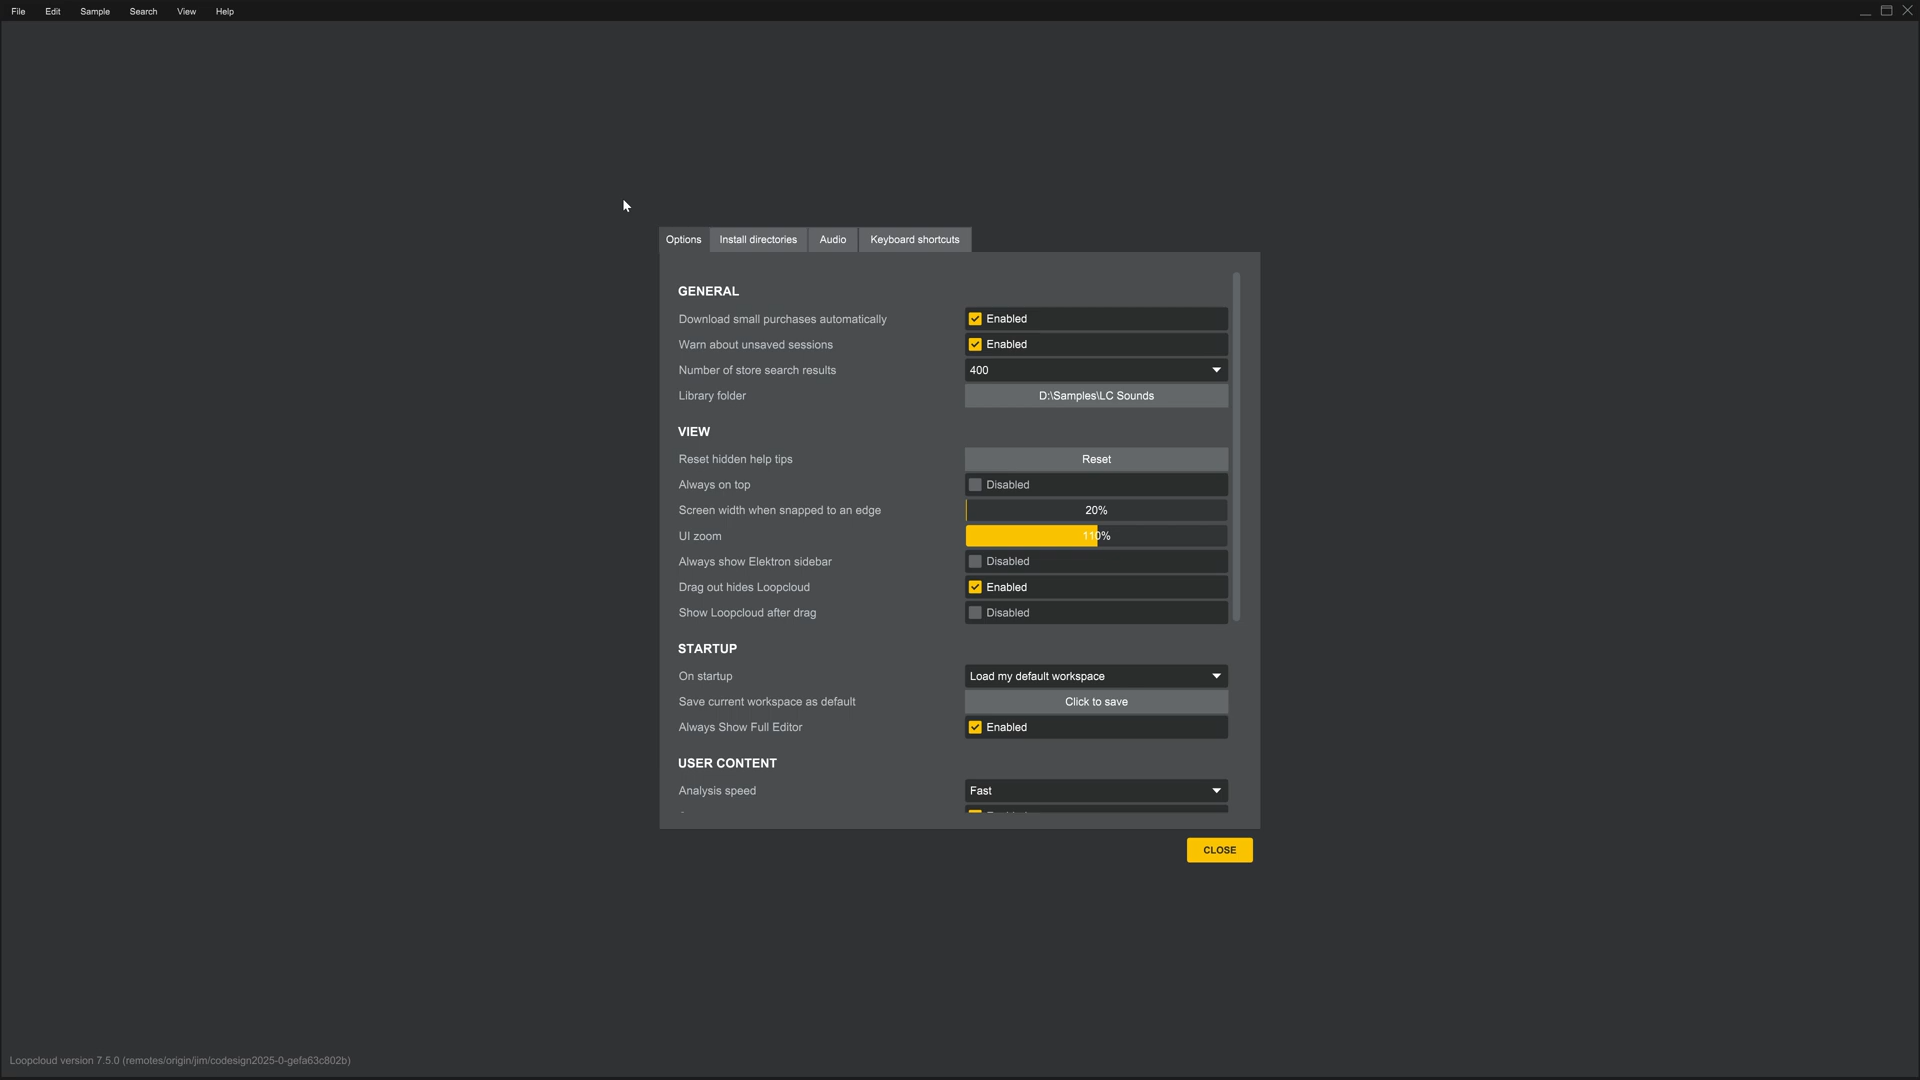 File Edit Sample Search View Help
Options Install directories Audio Keyboard shortcuts
GENERAL
Download small purchases automatically Enabled
Warn about unsaved sessions Enabled
Number of store search results 400
Library folder D:\Samples\LC Sounds
VIEW
Reset hidden help tips Reset
Always on top Disabled
Screen width when snapped to an edge 20%
UI zoom 110%
Always show Elektron sidebar Disabled
Drag out hides Loopcloud Enabled
Show Loopcloud after drag Disabled
STARTUP
On startup Load my default workspace
Save current workspace as default Click to save
Always Show Full Editor Enabled
USER CONTENT
Analysis speed Fast
CLOSE
Loopcloud version 7.5.0 (remotes/origin/jim/codesign2025-0-gefa63c802b)